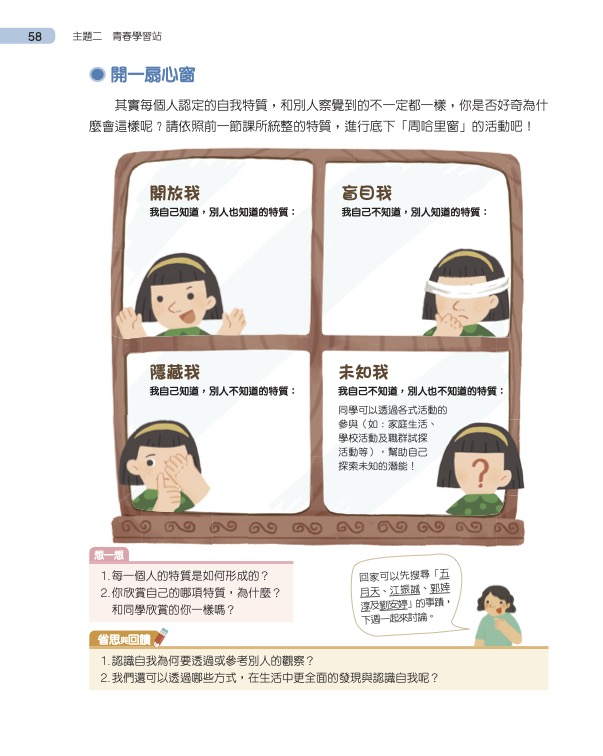 58
主題二　青春學習站
開一扇心窗
其實每個人認定的自我特質，和別人察覺到的不一定都一樣，你是否好奇為什
麼會這樣呢？請依照前一節課所統整的特質，進行底下「周哈里窗」的活動吧！
開放我
我自己知道，別人也知道的特質：
盲目我
我自己不知道，別人知道的特質：
隱藏我
我自己知道，別人不知道的特質：
未知我
我自己不知道，別人也不知道的特質：
同學可以透過各式活動的
參與（如：家庭生活、
學校活動及職群試探
活動等），幫助自己
探索未知的潛能！
?
想一想
1.每一個人的特質是如何形成的？
2.你欣賞自己的哪項特質，為什麼？
和同學欣賞的你一樣嗎？
回家可以先搜尋「五
月天、江振誠、郭婞
淳及劉安婷」的事蹟，
下週一起來討論。
省思與回饋
1.認識自我為何要透過或參考別人的觀察？
2.我們還可以透過哪些方式，在生活中更全面的發現與認識自我呢？